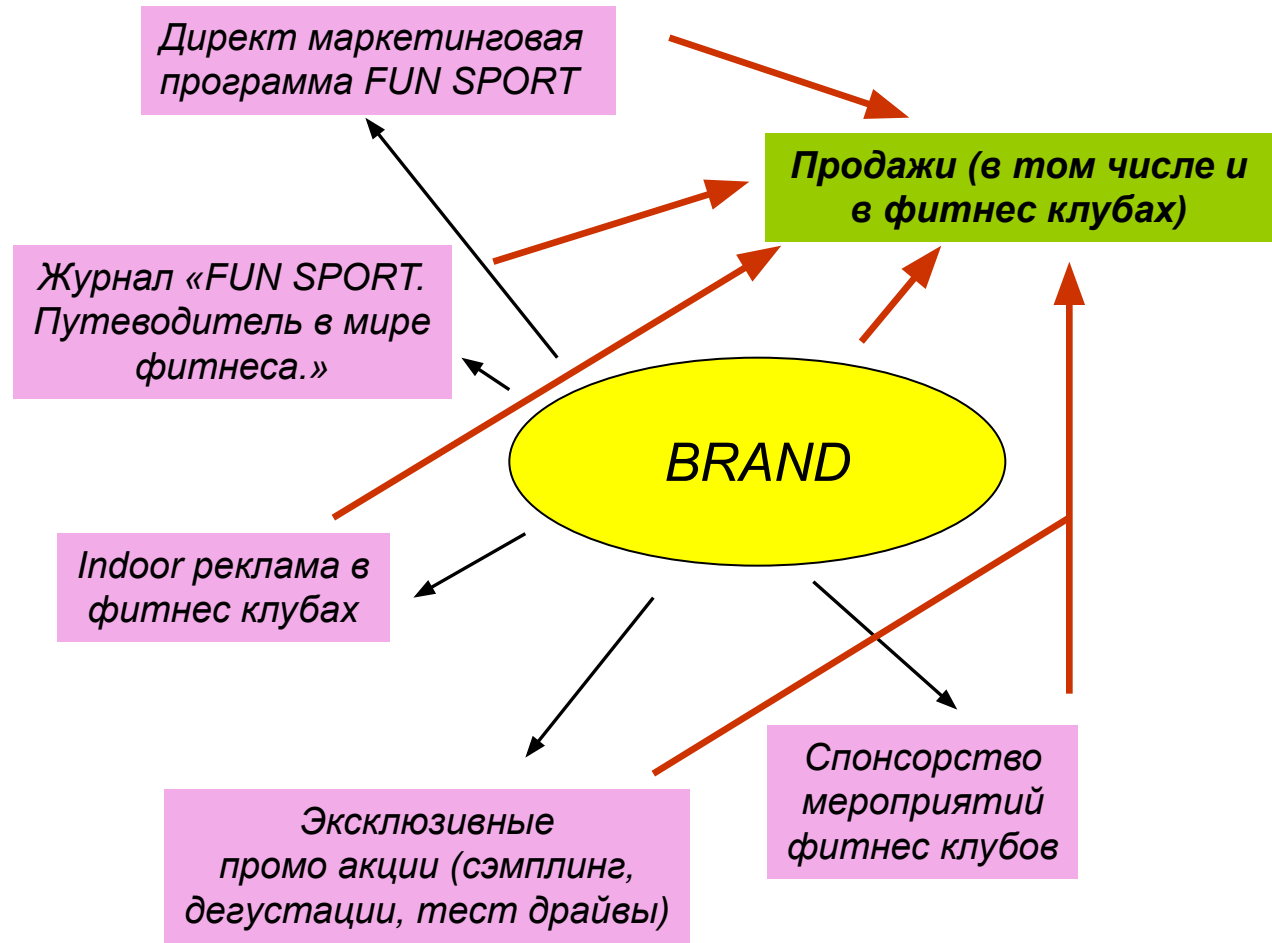 Директ маркетинговая
программа FUN SPORT
Продажи (в том числе и
в фитнес клубах)
Журнал «FUN SPORT.
Путеводитель в мире
фитнеса.»
BRAND
Indoor реклама в
фитнес клубах
Спонсорство
мероприятий
фитнес клубов
Эксклюзивные
промо акции (сэмплинг,
дегустации, тест драйвы)